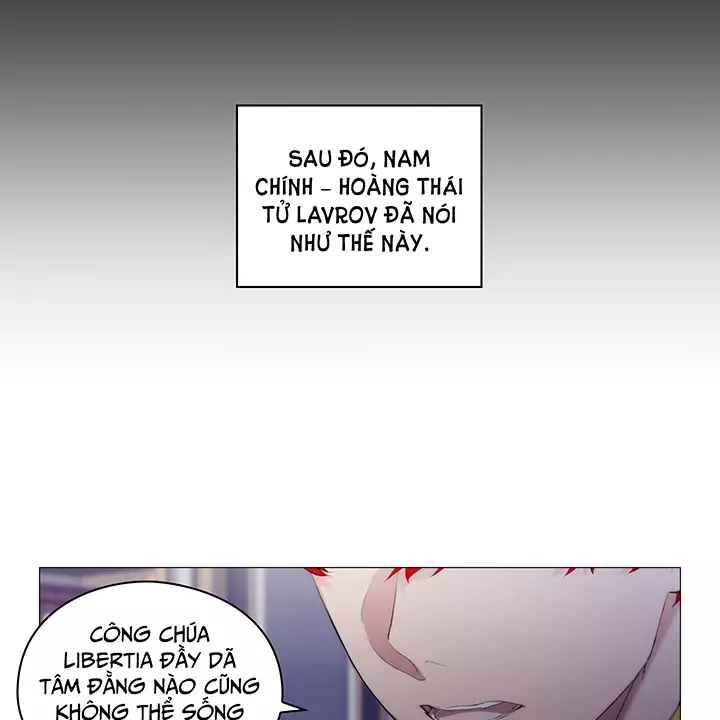 SAU ĐÓ, NAM
CHÍNH – HOÀNG THÁI
TỬ LAVROV ĐÃ NÓI
NHƯ THẾ NÀY.
CÔNG CHÚA
LIBERTIA ĐẦY DÃ
TÂM ĐẰNG NÀO CŨNG
KHÔNG THỂ SỐNG